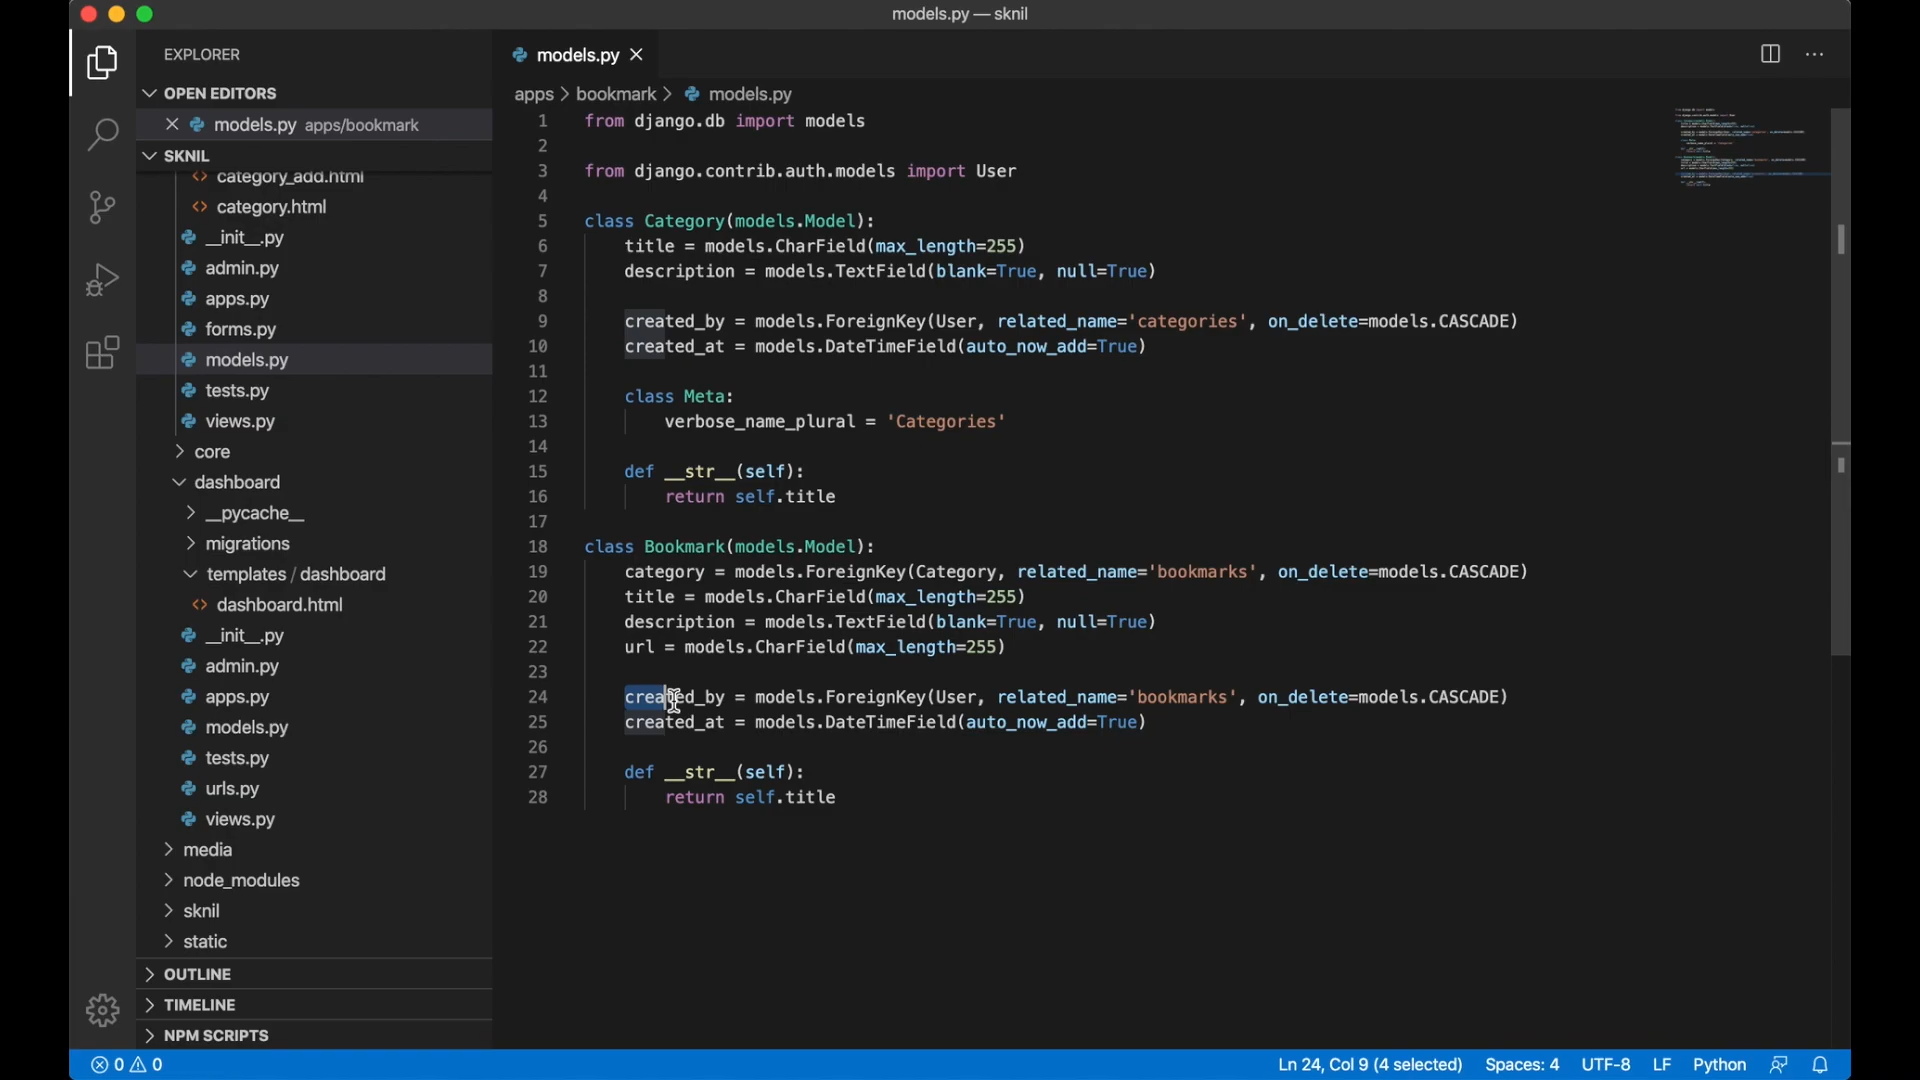 models.py — sknil
EXPLORER
OPEN EDITORS
models.py apps/bookmark
SKNIL
category_add.html
category.html
__init__.py
admin.py
apps.py
forms.py
models.py
tests.py
views.py
core
dashboard
__pycache__
migrations
templates / dashboard
dashboard.html
__init__.py
admin.py
apps.py
models.py
tests.py
urls.py
views.py
media
node_modules
sknil
static
OUTLINE
TIMELINE
NPM SCRIPTS
models.py
apps > bookmark > models.py
1 from django.db import models
2
3 from django.contrib.auth.models import User
4
5 class Category(models.Model):
6 title = models.CharField(max_length=255)
7 description = models.TextField(blank=True, null=True)
8
9 created_by = models.ForeignKey(User, related_name='categories', on_delete=models.CASCADE)
10 created_at = models.DateTimeField(auto_now_add=True)
11
12 class Meta:
13 verbose_name_plural = 'Categories'
14
15 def __str__(self):
16 return self.title
17
18 class Bookmark(models.Model):
19 category = models.ForeignKey(Category, related_name='bookmarks', on_delete=models.CASCADE)
20 title = models.CharField(max_length=255)
21 description = models.TextField(blank=True, null=True)
22 url = models.CharField(max_length=255)
23
24 created_by = models.ForeignKey(User, related_name='bookmarks', on_delete=models.CASCADE)
25 created_at = models.DateTimeField(auto_now_add=True)
26
27 def __str__(self):
28 return self.title
0 0
Ln 24, Col 9 (4 selected) Spaces: 4 UTF-8 LF Python